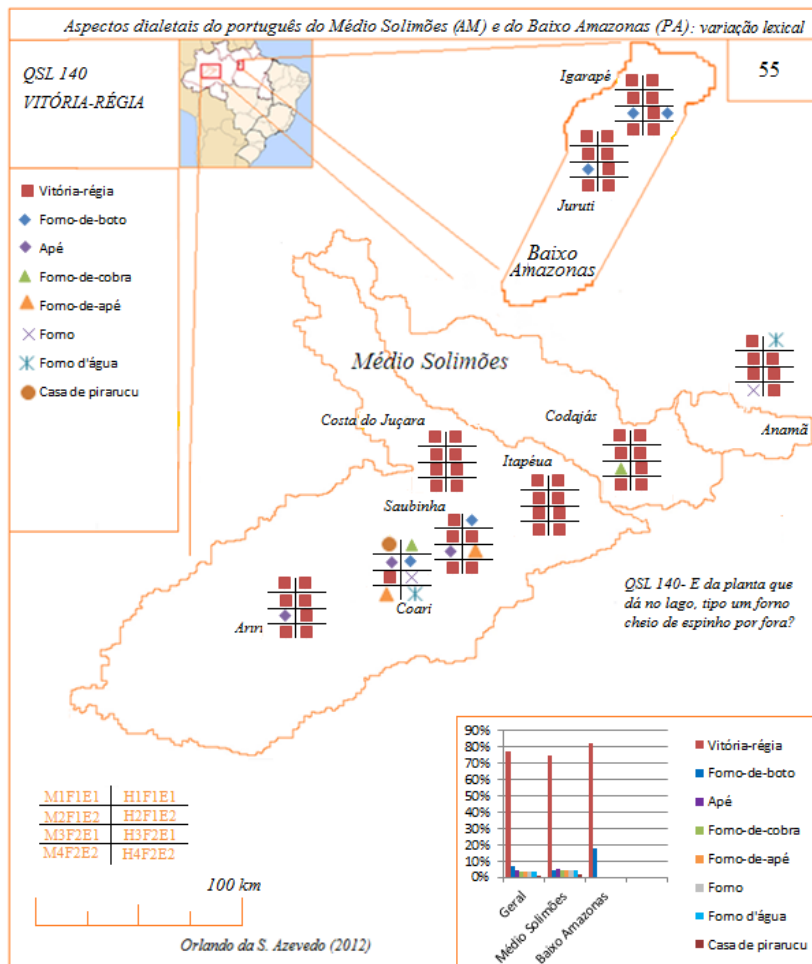 Aspectos dialetais do português do Médio Solimões (AM) e do Baixo Amazonas (PA): variação lexical
QSL 140
VITÓRIA-RÉGIA
55
Igarapé
Juruti
Baixo
Amazonas
Vitória-régia
Forno-de-boto
Apé
Forno-de-cobra
Forno-de-apé
Forno
Forno d'água
Casa de pirarucu
Médio Solimões
Costa do Juçara
Codajás
Anamã
Itapéua
Saubinha
Coari
Ariri
QSL 140- E da planta que
dá no lago, tipo um forno
cheio de espinho por fora?
M1F1E1 H1F1E1
M2F1E2 H2F1E2
M3F2E1 H3F2E1
M4F2E2 H4F2E2
100 km
Orlando da S. Azevedo (2012)
90%
80%
70%
60%
50%
40%
30%
20%
10%
0%
Geral
Médio Solimões
Baixo Amazonas
Vitória-régia
Forno-de-boto
Apé
Forno-de-cobra
Forno-de-apé
Forno
Forno d'água
Casa de pirarucu